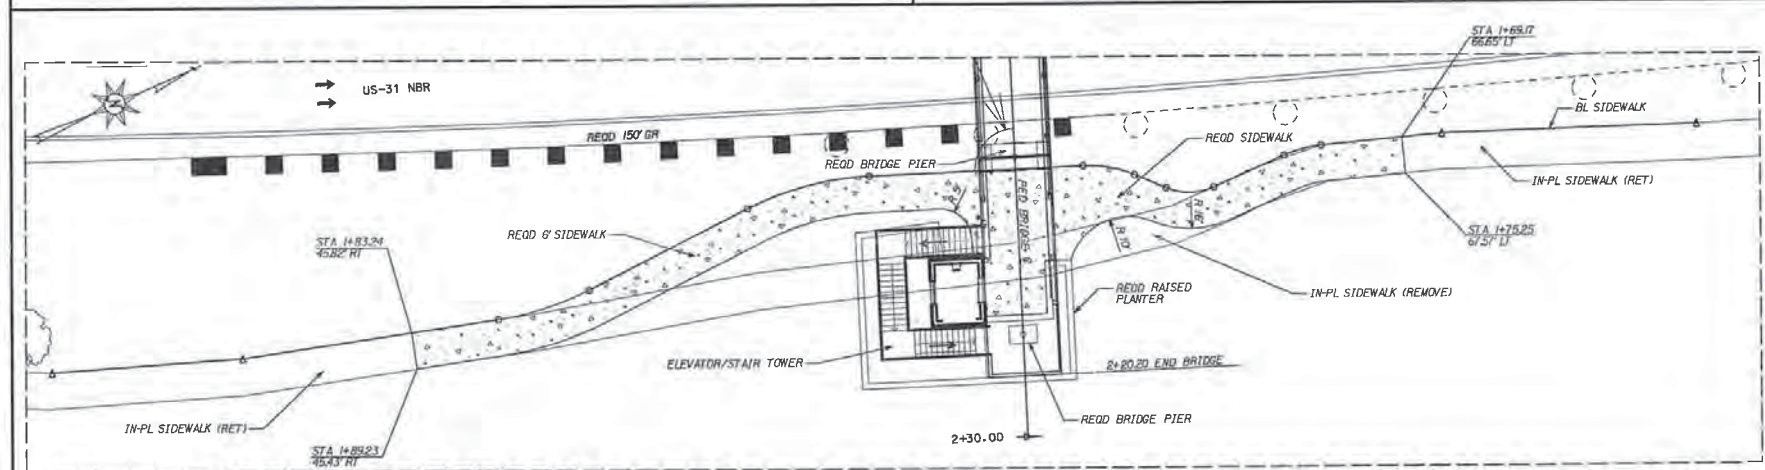 STA 1+69.17
66.65' LT
US-31 NBR
BL SIDEWALK
REQD 150' GR
REQD SIDEWALK
REQD BRIDGE PIER
IN-PL SIDEWALK (RET)
R 5'
R 16'
R 10'
STA 1+83.24
45.82' RT
REQD 6' SIDEWALK
STA 1+75.25
67.51' LT
REQD RAISED
PLANTER
IN-PL SIDEWALK (REMOVE)
ELEVATOR/STAIR TOWER
2+20.20 END BRIDGE
IN-PL SIDEWALK (RET)
REQD BRIDGE PIER
2+30.00
STA 1+89.23
45.43' RT
N